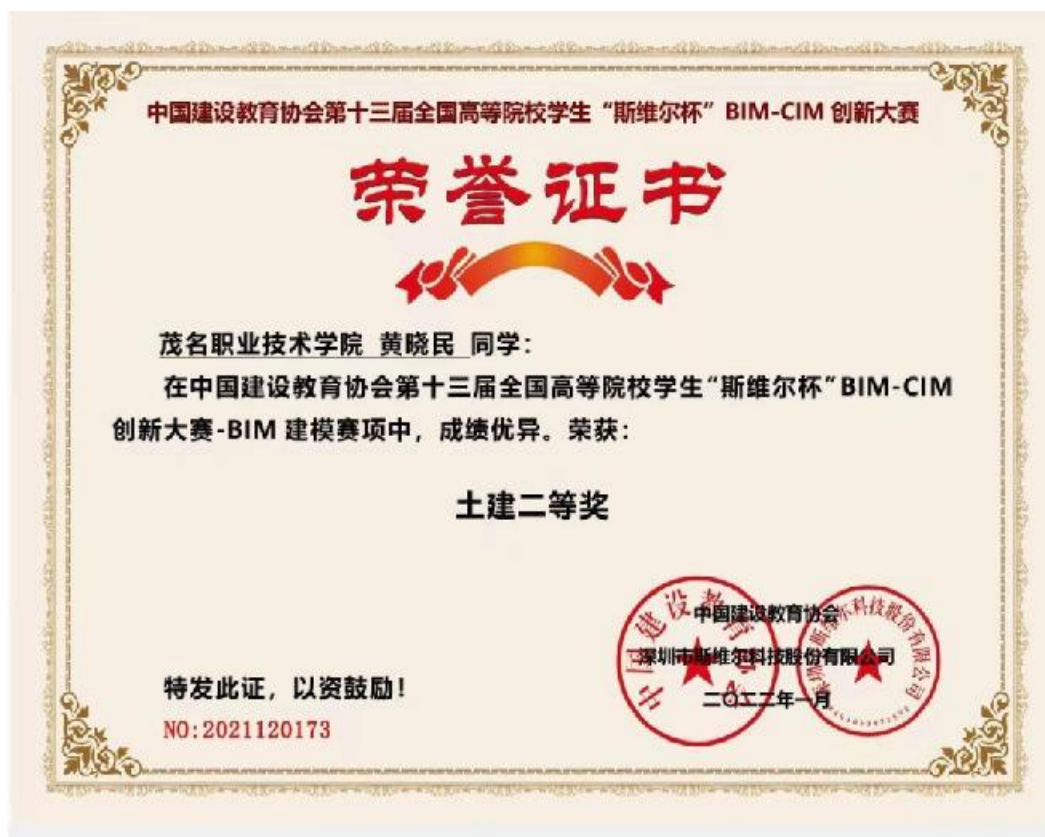 中国建设教育协会第十三届全国高等院校学生“斯维尔杯”BIM-CIM 创新大赛
荣誉证书
茂名职业技术学院 黄晓民 同学：
在中国建设教育协会第十三届全国高等院校学生“斯维尔杯”BIM-CIM
创新大赛-BIM 建模赛项中，成绩优异。荣获：
土建二等奖
中国建设教育协会
深圳市斯维尔科技股份有限公司
二〇二二年一月
特发此证，以资鼓励！
NO:2021120173